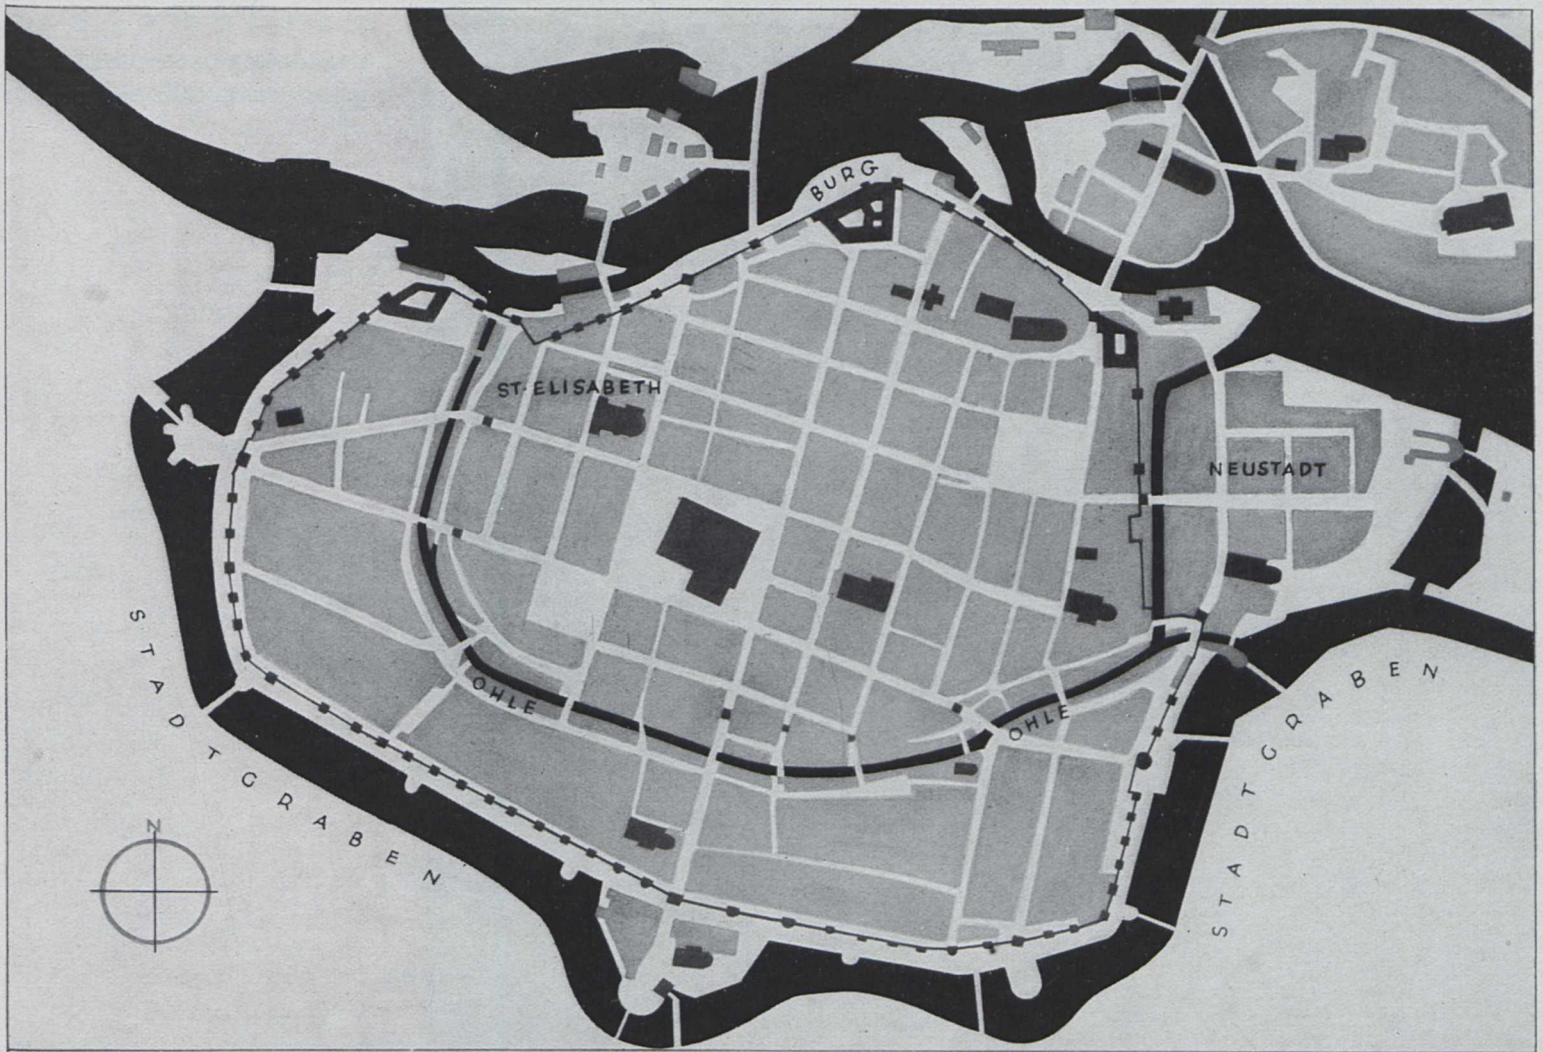 BURG
ST. ELISABETH
NEUSTADT
OHLE
OHLE
STADTGRABEN
STADTGRABEN
N